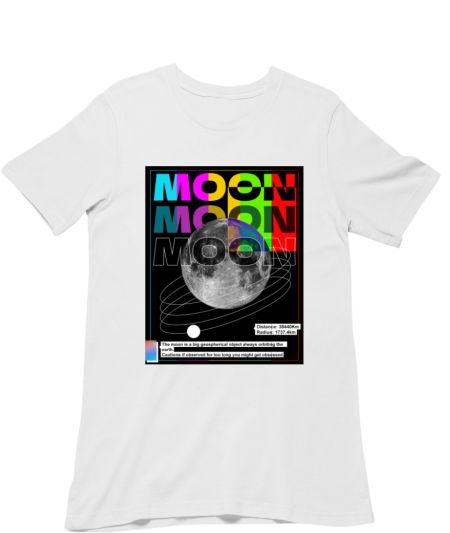 MOON
MOON
MOON
Distance: 38440Km
Radius: 1737.4km
The moon is a big geospherical object always orbiting the
earth
Cautions if observed for too long you might get obsessed